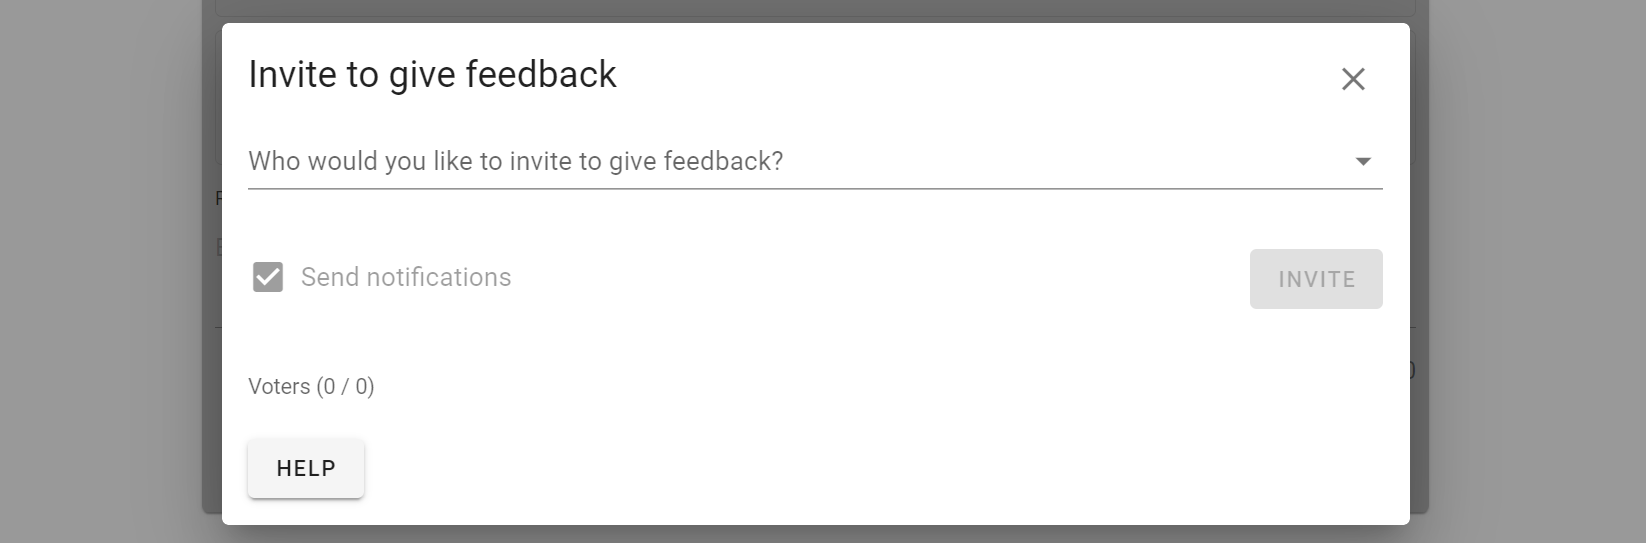 Invite to give feedback
Who would you like to invite to give feedback?
Send notifications
INVITE
Voters (0 / 0)
HELP